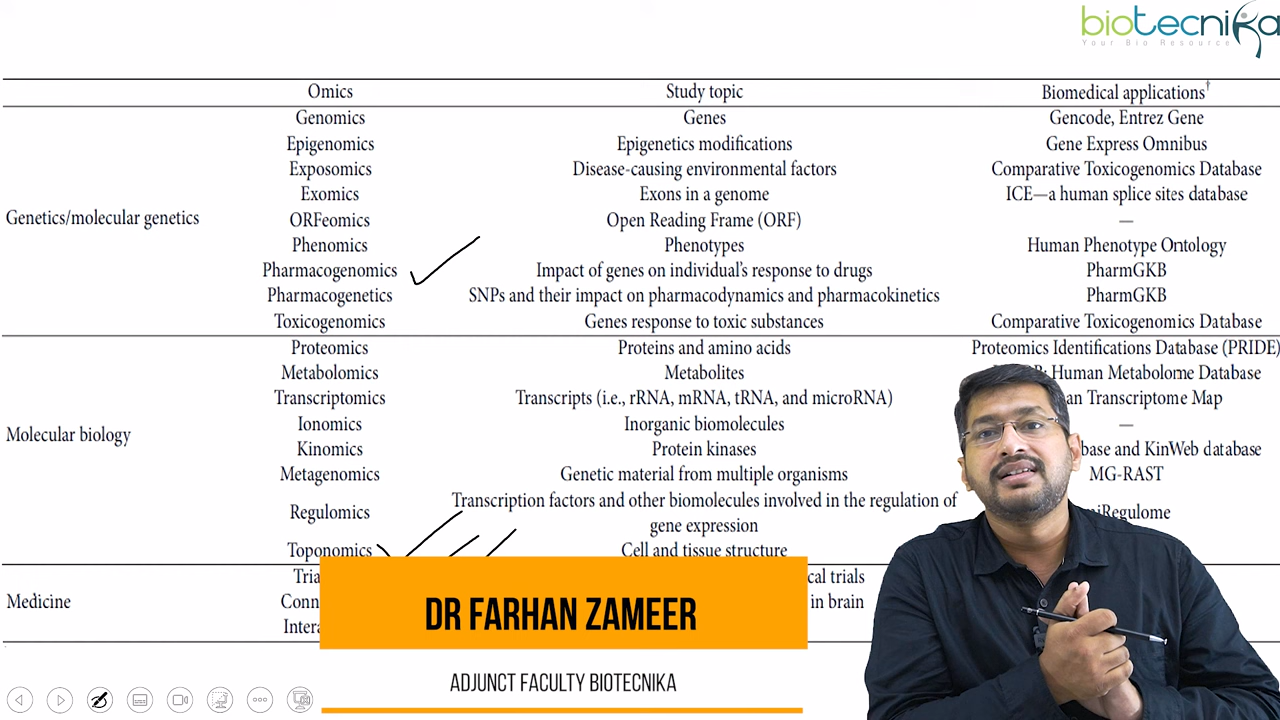 biotecnika
Your Bio Resource
Omics Study topic Biomedical applications†
Genomics Genes Gencode, Entrez Gene
Epigenomics Epigenetics modifications Gene Express Omnibus
Exposomics Disease-causing environmental factors Comparative Toxicogenomics Database
Exomics Exons in a genome ICE—a human splice sites database
Genetics/molecular genetics ORFeomics Open Reading Frame (ORF) —
Phenomics Phenotypes Human Phenotype Ontology
Pharmacogenomics Impact of genes on individual's response to drugs PharmGKB
Pharmacogenetics SNPs and their impact on pharmacodynamics and pharmacokinetics PharmGKB
Toxicogenomics Genes response to toxic substances Comparative Toxicogenomics Database
Proteomics Proteins and amino acids Proteomics Identifications Database (PRIDE)
Metabolomics Metabolites Human Metabolome Database
Transcriptomics Transcripts (i.e., rRNA, mRNA, tRNA, and microRNA) Transcriptome Map
Ionomics Inorganic biomolecules —
Molecular biology Kinomics Protein kinases base and KinWeb database
Metagenomics Genetic material from multiple organisms MG-RAST
Regulomics Transcription factors and other biomolecules involved in the regulation of Regulome
gene expression
Toponomics Cell and tissue structure
Tria cal trials
Medicine Conn in brain
Intera
DR FARHAN ZAMEER
ADJUNCT FACULTY BIOTECNIKA